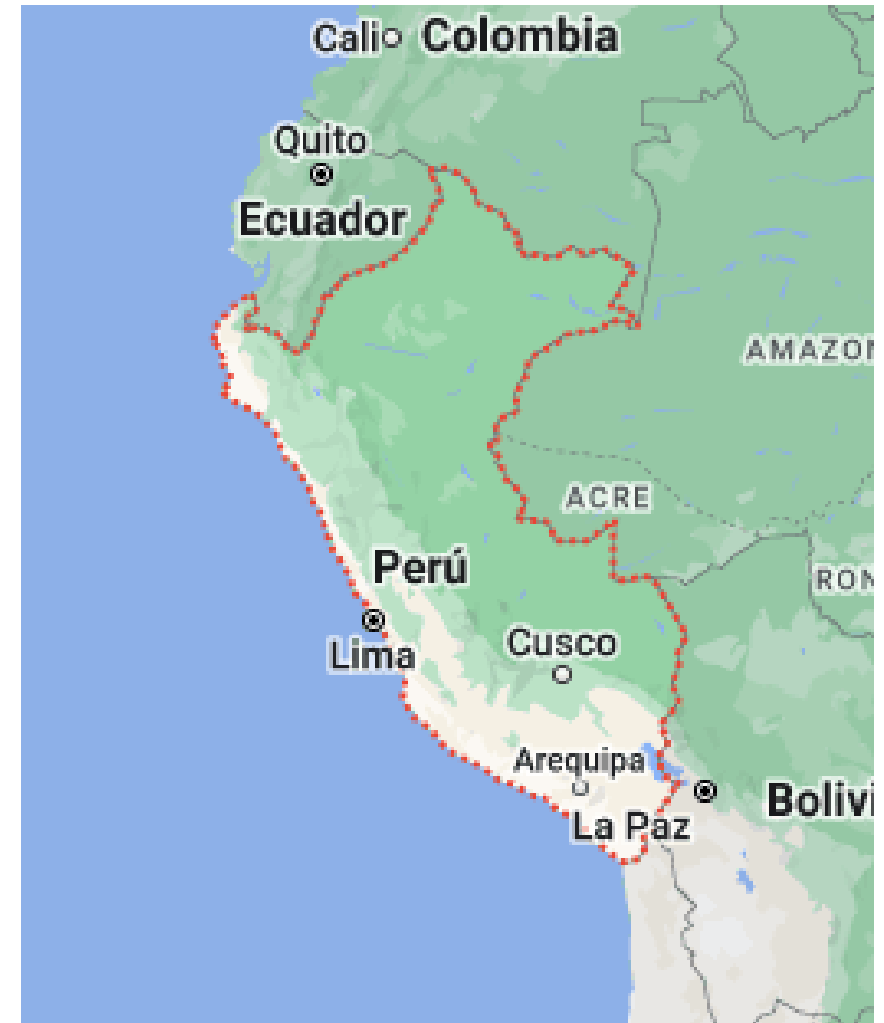 Cali
Colombia
Quito
Ecuador
AMAZON
ACRE
Perú
RON
Lima
Cusco
Arequipa
La Paz
Bolivi